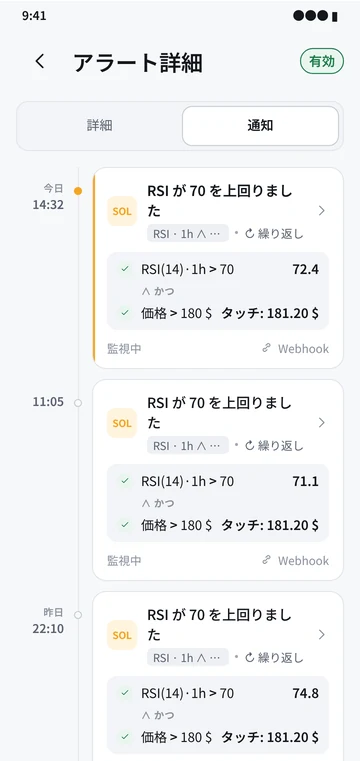 9:41
アラート詳細
有効
詳細
通知
今日
14:32
SOL
RSI が 70 を上回りまし
た
RSI · 1h ∧ ···
• ↻ 繰り返し
RSI(14) · 1h > 70
72.4
∧ かつ
価格 > 180 $
タッチ: 181.20 $
監視中
Webhook
11:05
SOL
RSI が 70 を上回りまし
た
RSI · 1h ∧ ···
• ↻ 繰り返し
RSI(14) · 1h > 70
71.1
∧ かつ
価格 > 180 $
タッチ: 181.20 $
監視中
Webhook
昨日
22:10
SOL
RSI が 70 を上回りまし
た
RSI · 1h ∧ ···
• ↻ 繰り返し
RSI(14) · 1h > 70
74.8
∧ かつ
価格 > 180 $
タッチ: 181.20 $